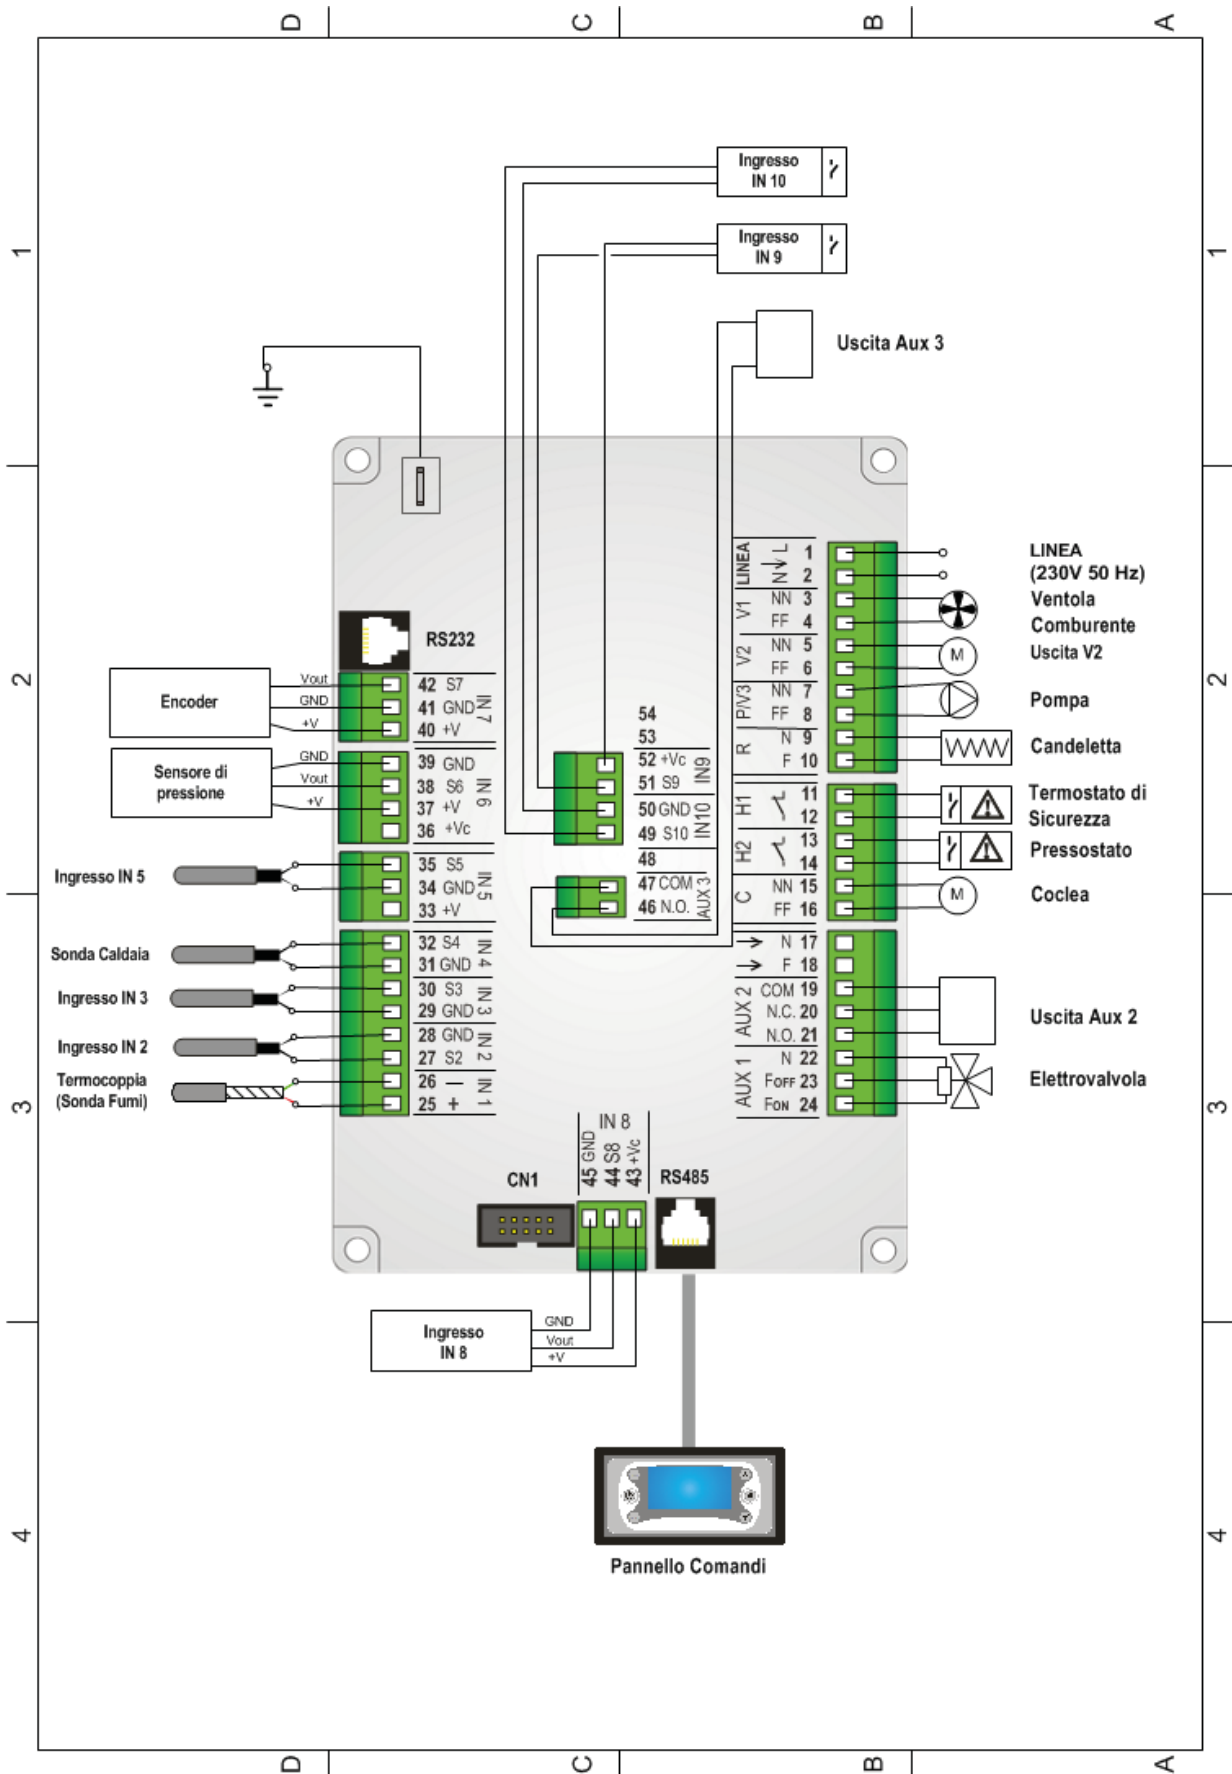 D
C
B
A
1
1
2
2
3
3
4
4
D
C
B
A
Ingresso
IN 10
Ingresso
IN 9
Uscita Aux 3
RS232
Encoder
Vout
GND
+V
42 S7
41 GND
40 +V
IN 7
Sensore di
pressione
GND
Vout
+V
39 GND
38 S6
37 +V
36 +Vc
IN 6
Ingresso IN 5
35 S5
34 GND
33 +V
IN 5
Sonda Caldaia
32 S4
31 GND
IN 4
Ingresso IN 3
30 S3
29 GND
IN 3
Ingresso IN 2
28 GND
27 S2
IN 2
Termocoppia
(Sonda Fumi)
26 —
25 +
IN 1
54
53
52 +Vc
51 S9
IN9
50 GND
49 S10
IN10
48
47 COM
46 N.O.
AUX 3
LINEA
L 1
N 2
V1
NN 3
FF 4
V2
NN 5
FF 6
P/V3
NN 7
FF 8
R
N 9
F 10
H1
11
12
H2
13
14
C
NN 15
FF 16
N 17
F 18
AUX 2
COM 19
N.C. 20
N.O. 21
AUX 1
N 22
FOFF 23
FON 24
LINEA
(230V 50 Hz)
Ventola
Comburente
M
Uscita V2
Pompa
Candeletta
Termostato di
Sicurezza
Pressostato
M
Coclea
Uscita Aux 2
Elettrovalvola
IN 8
45 GND
44 S8
43 +Vc
CN1
RS485
Ingresso
IN 8
GND
Vout
+V
Pannello Comandi